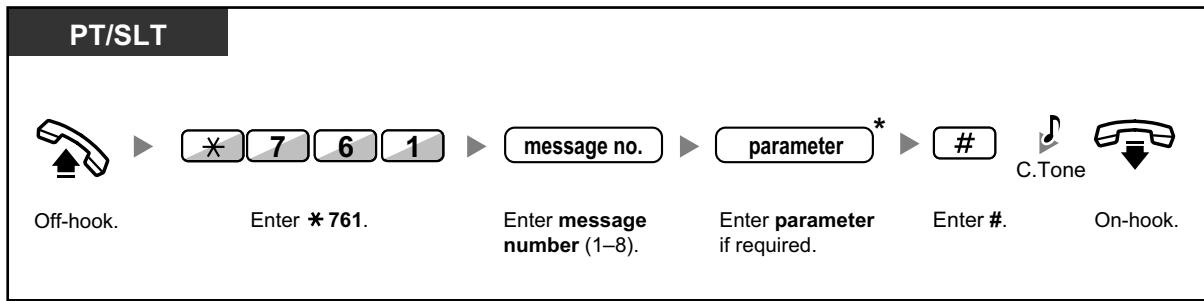 PT/SLT
* 7 6 1
message no.
parameter
*
#
C.Tone
Off-hook.
Enter * 761.
Enter message
number (1–8).
Enter parameter
if required.
Enter #.
On-hook.